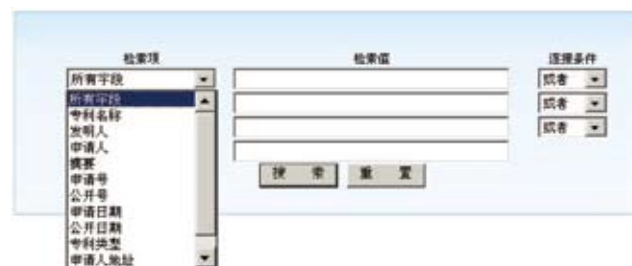 检索项 检索值 连接条件
所有字段 或者
所有字段 或者
专利名称 或者
发明人
申请人
摘要 搜 索 重 置
申请号
公开号
申请日期
公开日期
专利类型
申请人地址